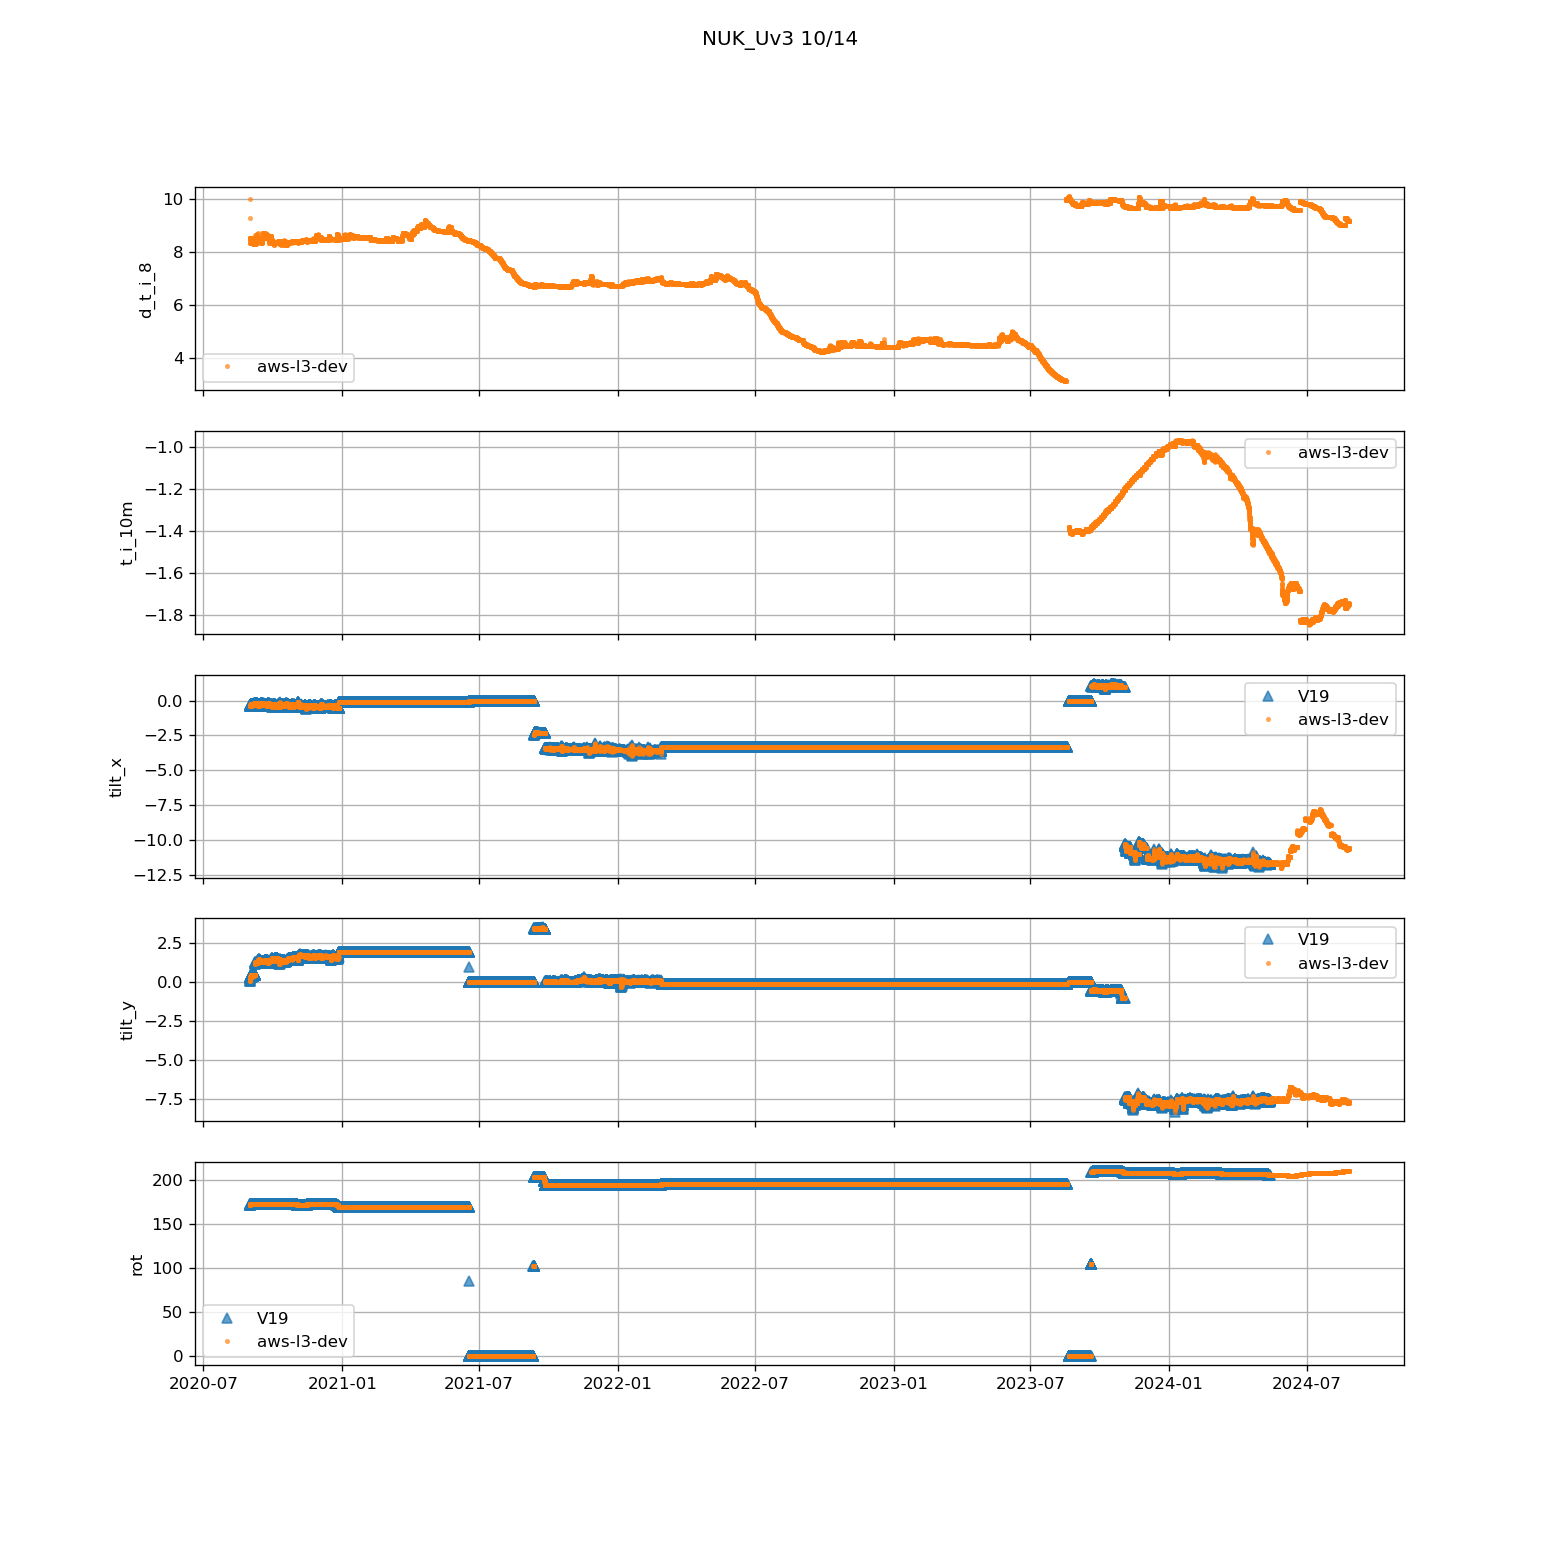 NUK_Uv3 10/14
10
8
6
4
d_t_i_8
aws-l3-dev
−1.0
−1.2
−1.4
−1.6
−1.8
t_i_10m
aws-l3-dev
0.0
−2.5
−5.0
−7.5
−10.0
−12.5
tilt_x
V19
aws-l3-dev
2.5
0.0
−2.5
−5.0
−7.5
tilt_y
V19
aws-l3-dev
200
150
100
50
0
rot
V19
aws-l3-dev
2020-07 2021-01 2021-07 2022-01 2022-07 2023-01 2023-07 2024-01 2024-07